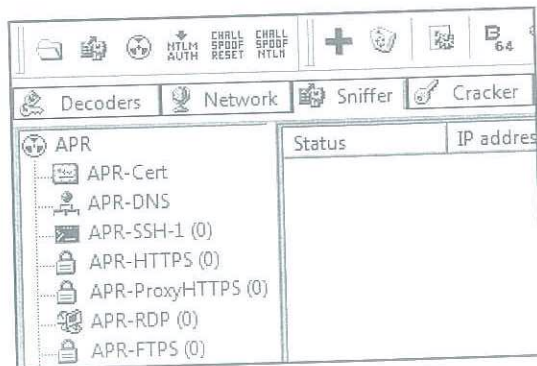 NTLM AUTH CHALL SPOOF RESET CHALL SPOOF NTLM B 64
Decoders Network Sniffer Cracker
APR Status IP addres
APR-Cert
APR-DNS
APR-SSH-1 (0)
APR-HTTPS (0)
APR-ProxyHTTPS (0)
APR-RDP (0)
APR-FTPS (0)